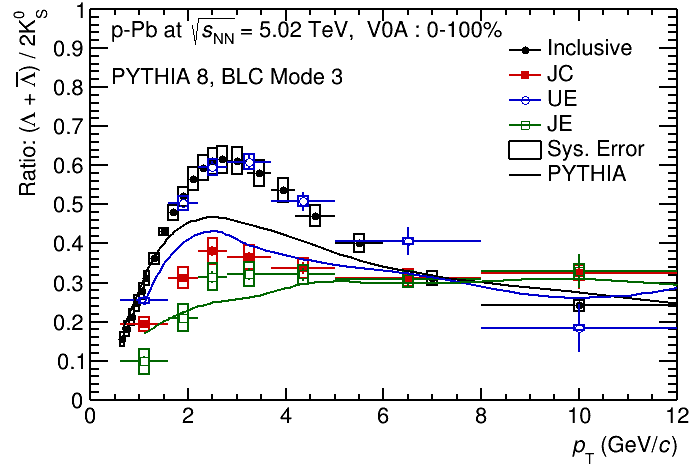 p-Pb at √s_NN = 5.02 TeV, V0A : 0-100%
PYTHIA 8, BLC Mode 3
Inclusive
JC
UE
JE
Sys. Error
PYTHIA
Ratio: (Λ + Λ̅) / 2K⁰_S
1
0.9
0.8
0.7
0.6
0.5
0.4
0.3
0.2
0.1
0
0 2 4 6 8 10 12
p_T (GeV/c)